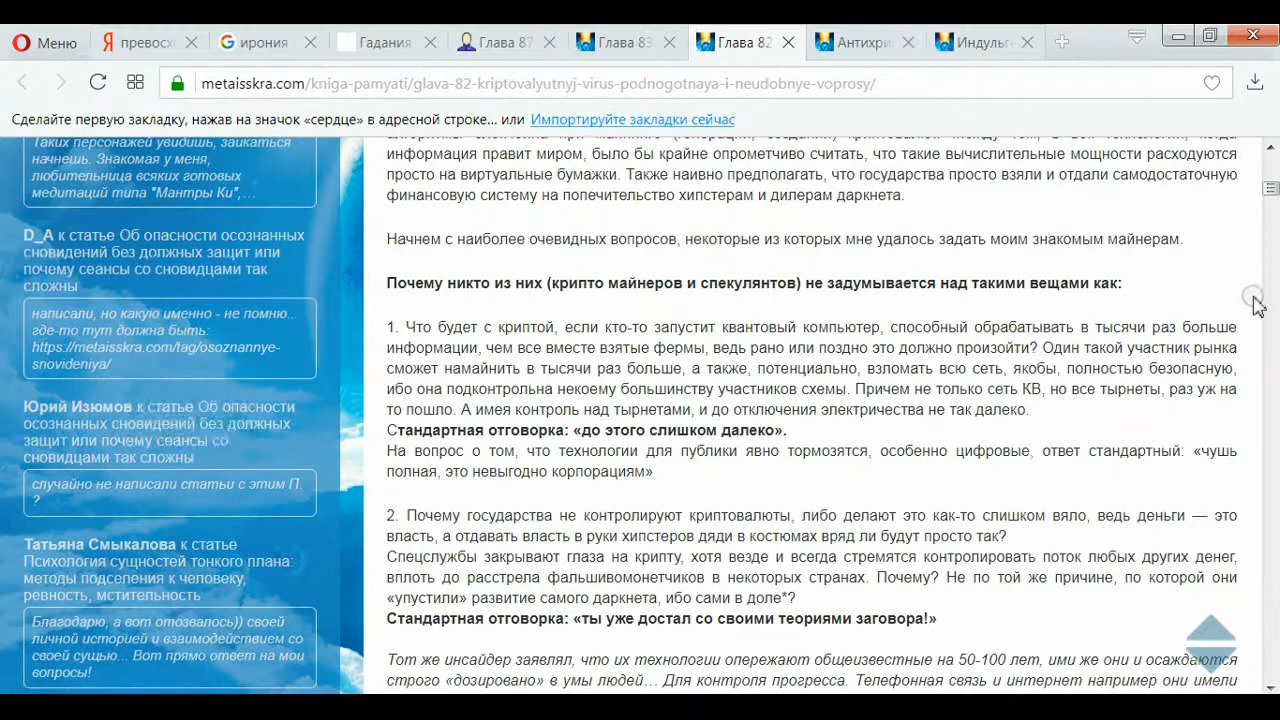 Меню
превосх
ирония
Гадания
Глава 87
Глава 83
Глава 82
Антихри
Индульг
metaisskra.com/kniga-pamyati/glava-82-kriptovalyutnyj-virus-podnogotnaya-i-neudobnye-voprosy/
Сделайте первую закладку, нажав на значок «сердце» в адресной строке... или Импортируйте закладки сейчас
Таких персонажей увидишь, заикаться
начнешь. Знакомая у меня,
любительница всяких готовых
медитаций типа "Мантры Ки",…
D_A к статье Об опасности осознанных
сновидений без должных защит или
почему сеансы со сновидцами так
сложны
написали, но какую именно - не помню...
где-то тут должна быть:
https://metaisskra.com/tag/osoznannye-
snovideniya/
Юрий Изюмов к статье Об опасности
осознанных сновидений без должных
защит или почему сеансы со
сновидцами так сложны
случайно не написали статьи с этим П.
?
Татьяна Смыкалова к статье
Психология сущностей тонкого плана:
методы подселения к человеку,
ревность, мстительность
Благодарю, а вот отозвалось)) своей
личной историей и взаимодействием со
своей сущью... Вот прямо ответ на мои
вопросы!
информация правит миром, было бы крайне опрометчиво считать, что такие вычислительные мощности расходуются
просто на виртуальные бумажки. Также наивно предполагать, что государства просто взяли и отдали самодостаточную
финансовую систему на попечительство хипстерам и дилерам даркнета.
Начнем с наиболее очевидных вопросов, некоторые из которых мне удалось задать моим знакомым майнерам.
Почему никто из них (крипто майнеров и спекулянтов) не задумывается над такими вещами как:
1. Что будет с криптой, если кто-то запустит квантовый компьютер, способный обрабатывать в тысячи раз больше
информации, чем все вместе взятые фермы, ведь рано или поздно это должно произойти? Один такой участник рынка
сможет намайнить в тысячи раз больше, а также, потенциально, взломать всю сеть, якобы, полностью безопасную,
ибо она подконтрольна некоему большинству участников схемы. Причем не только сеть КВ, но все тырнеты, раз уж на
то пошло. А имея контроль над тырнетами, и до отключения электричества не так далеко.
Стандартная отговорка: «до этого слишком далеко».
На вопрос о том, что технологии для публики явно тормозятся, особенно цифровые, ответ стандартный: «чушь
полная, это невыгодно корпорациям»
2. Почему государства не контролируют криптовалюты, либо делают это как-то слишком вяло, ведь деньги — это
власть, а отдавать власть в руки хипстеров дяди в костюмах вряд ли будут просто так?
Спецслужбы закрывают глаза на крипту, хотя везде и всегда стремятся контролировать поток любых других денег,
вплоть до расстрела фальшивомонетчиков в некоторых странах. Почему? Не по той же причине, по которой они
«упустили» развитие самого даркнета, ибо сами в доле*?
Стандартная отговорка: «ты уже достал со своими теориями заговора!»
Тот же инсайдер заявлял, что их технологии опережают общеизвестные на 50-100 лет, ими же они и осаждаются
строго «дозировано» в умы людей… Для контроля прогресса. Телефонная связь и интернет например они имели